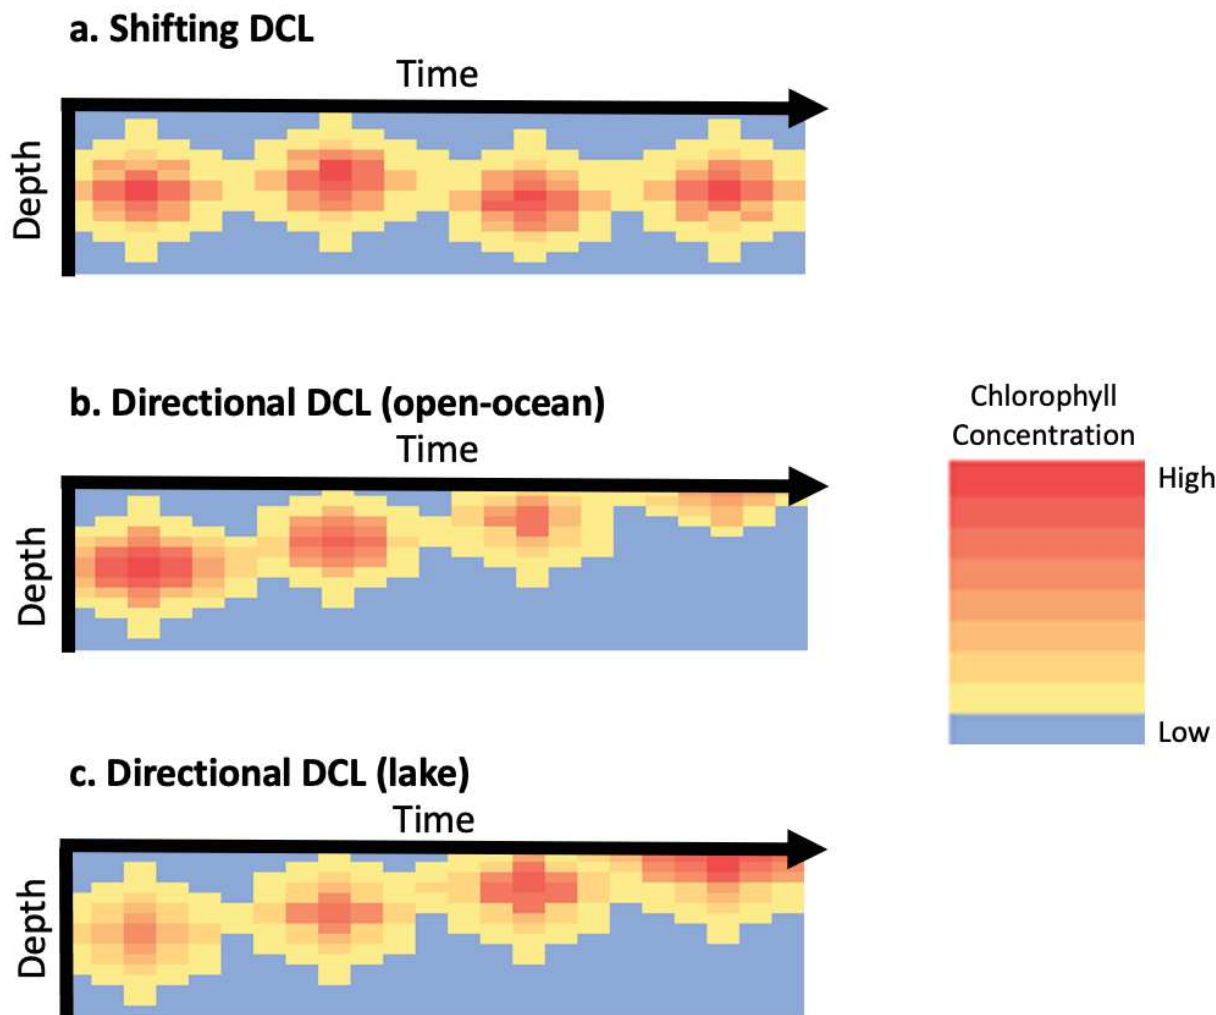 a. Shifting DCL
Time
Depth
b. Directional DCL (open-ocean)
Time
Depth
Chlorophyll
Concentration
High
Low
c. Directional DCL (lake)
Time
Depth